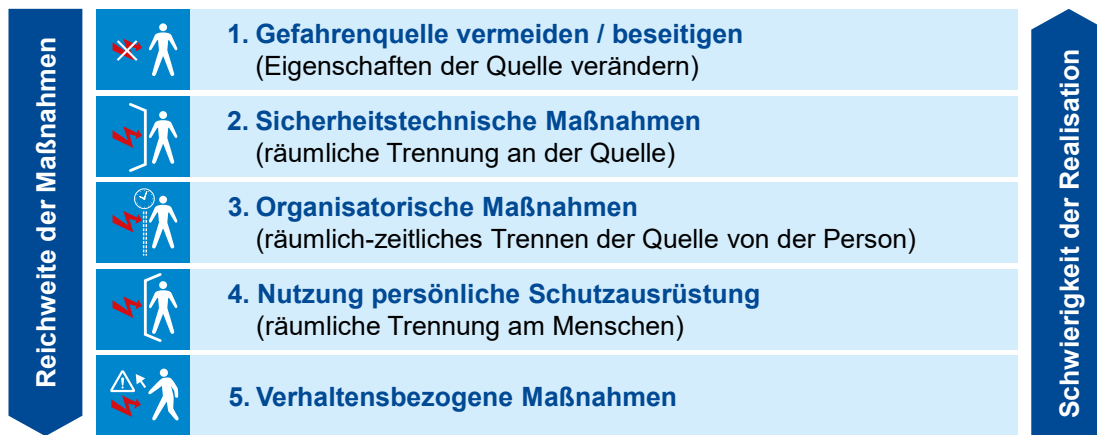 Reichweite der Maßnahmen
1. Gefahrenquelle vermeiden / beseitigen
(Eigenschaften der Quelle verändern)
2. Sicherheitstechnische Maßnahmen
(räumliche Trennung an der Quelle)
3. Organisatorische Maßnahmen
(räumlich-zeitliches Trennen der Quelle von der Person)
4. Nutzung persönliche Schutzausrüstung
(räumliche Trennung am Menschen)
5. Verhaltensbezogene Maßnahmen
Schwierigkeit der Realisation